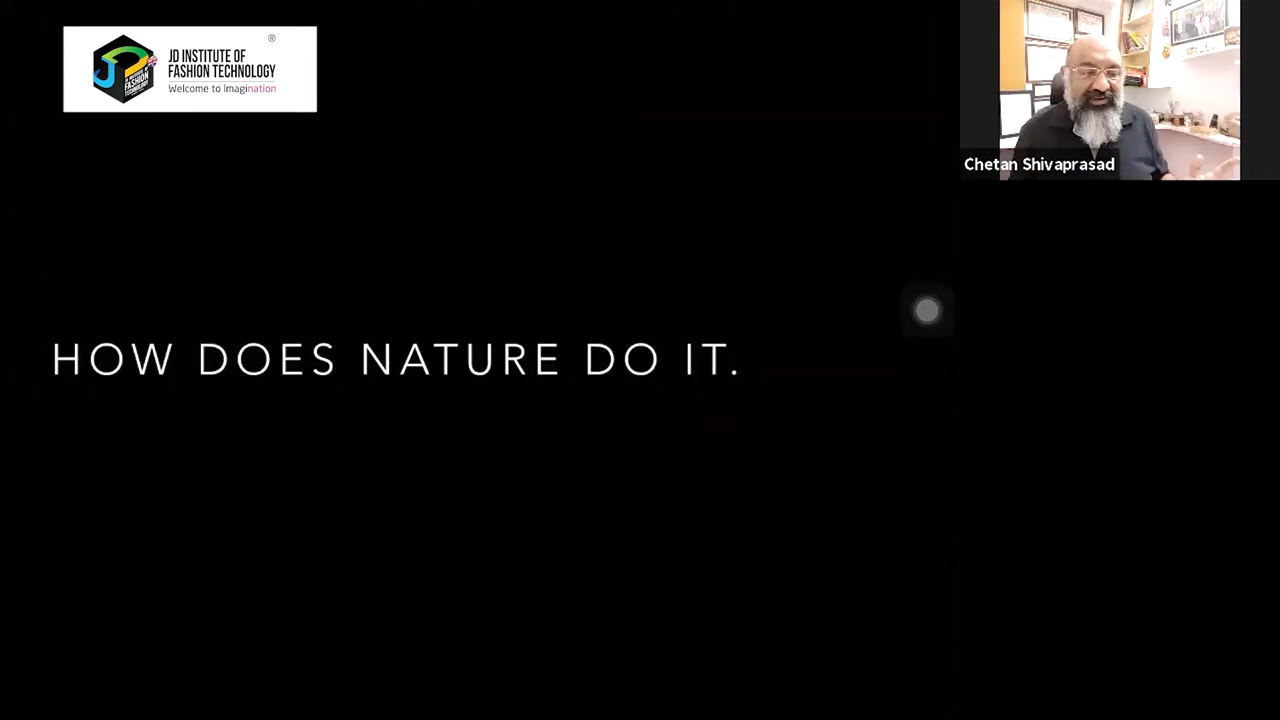 ®
JD INSTITUTE OF
FASHION TECHNOLOGY
Welcome to Imagination
Chetan Shivaprasad
HOW DOES NATURE DO IT.